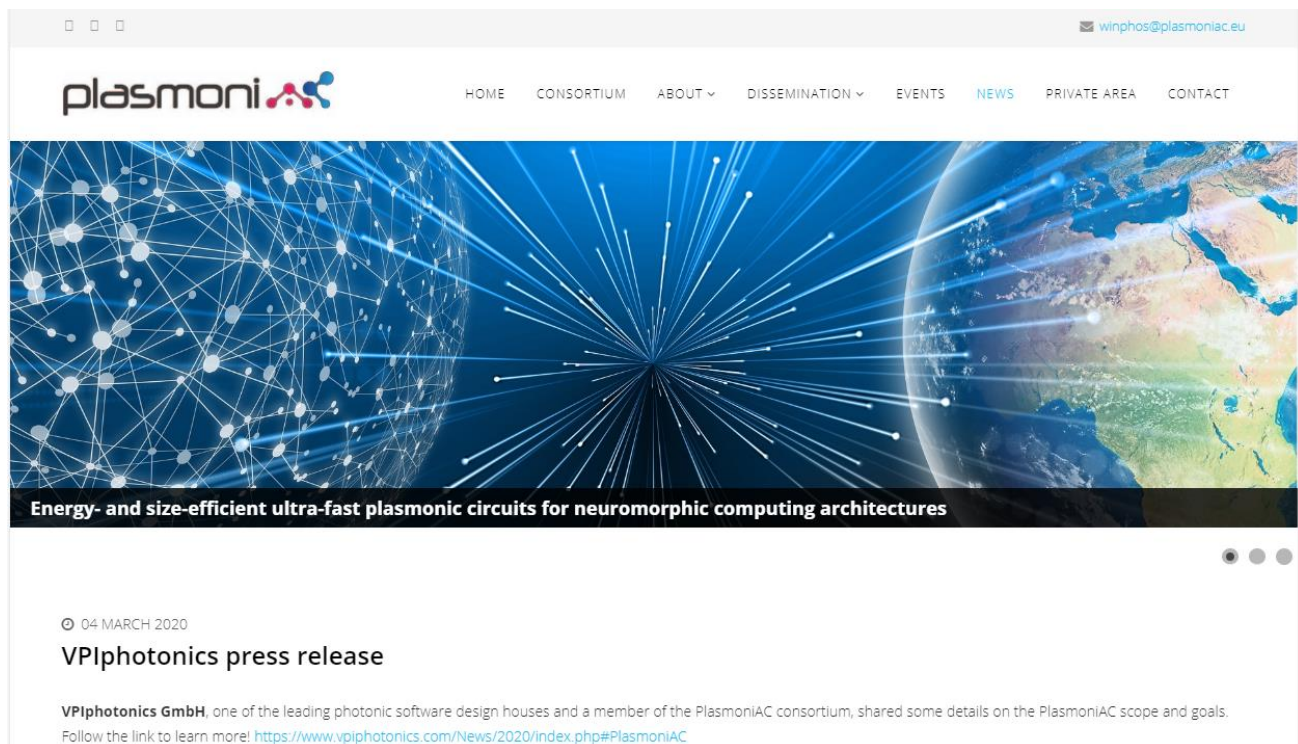 winphos@plasmoniac.eu
plasmoni
HOME CONSORTIUM ABOUT DISSEMINATION EVENTS NEWS PRIVATE AREA CONTACT
Energy- and size-efficient ultra-fast plasmonic circuits for neuromorphic computing architectures
04 MARCH 2020
VPIphotonics press release
VPIphotonics GmbH, one of the leading photonic software design houses and a member of the PlasmoniAC consortium, shared some details on the PlasmoniAC scope and goals.
Follow the link to learn more! https://www.vpiphotonics.com/News/2020/index.php#PlasmoniAC